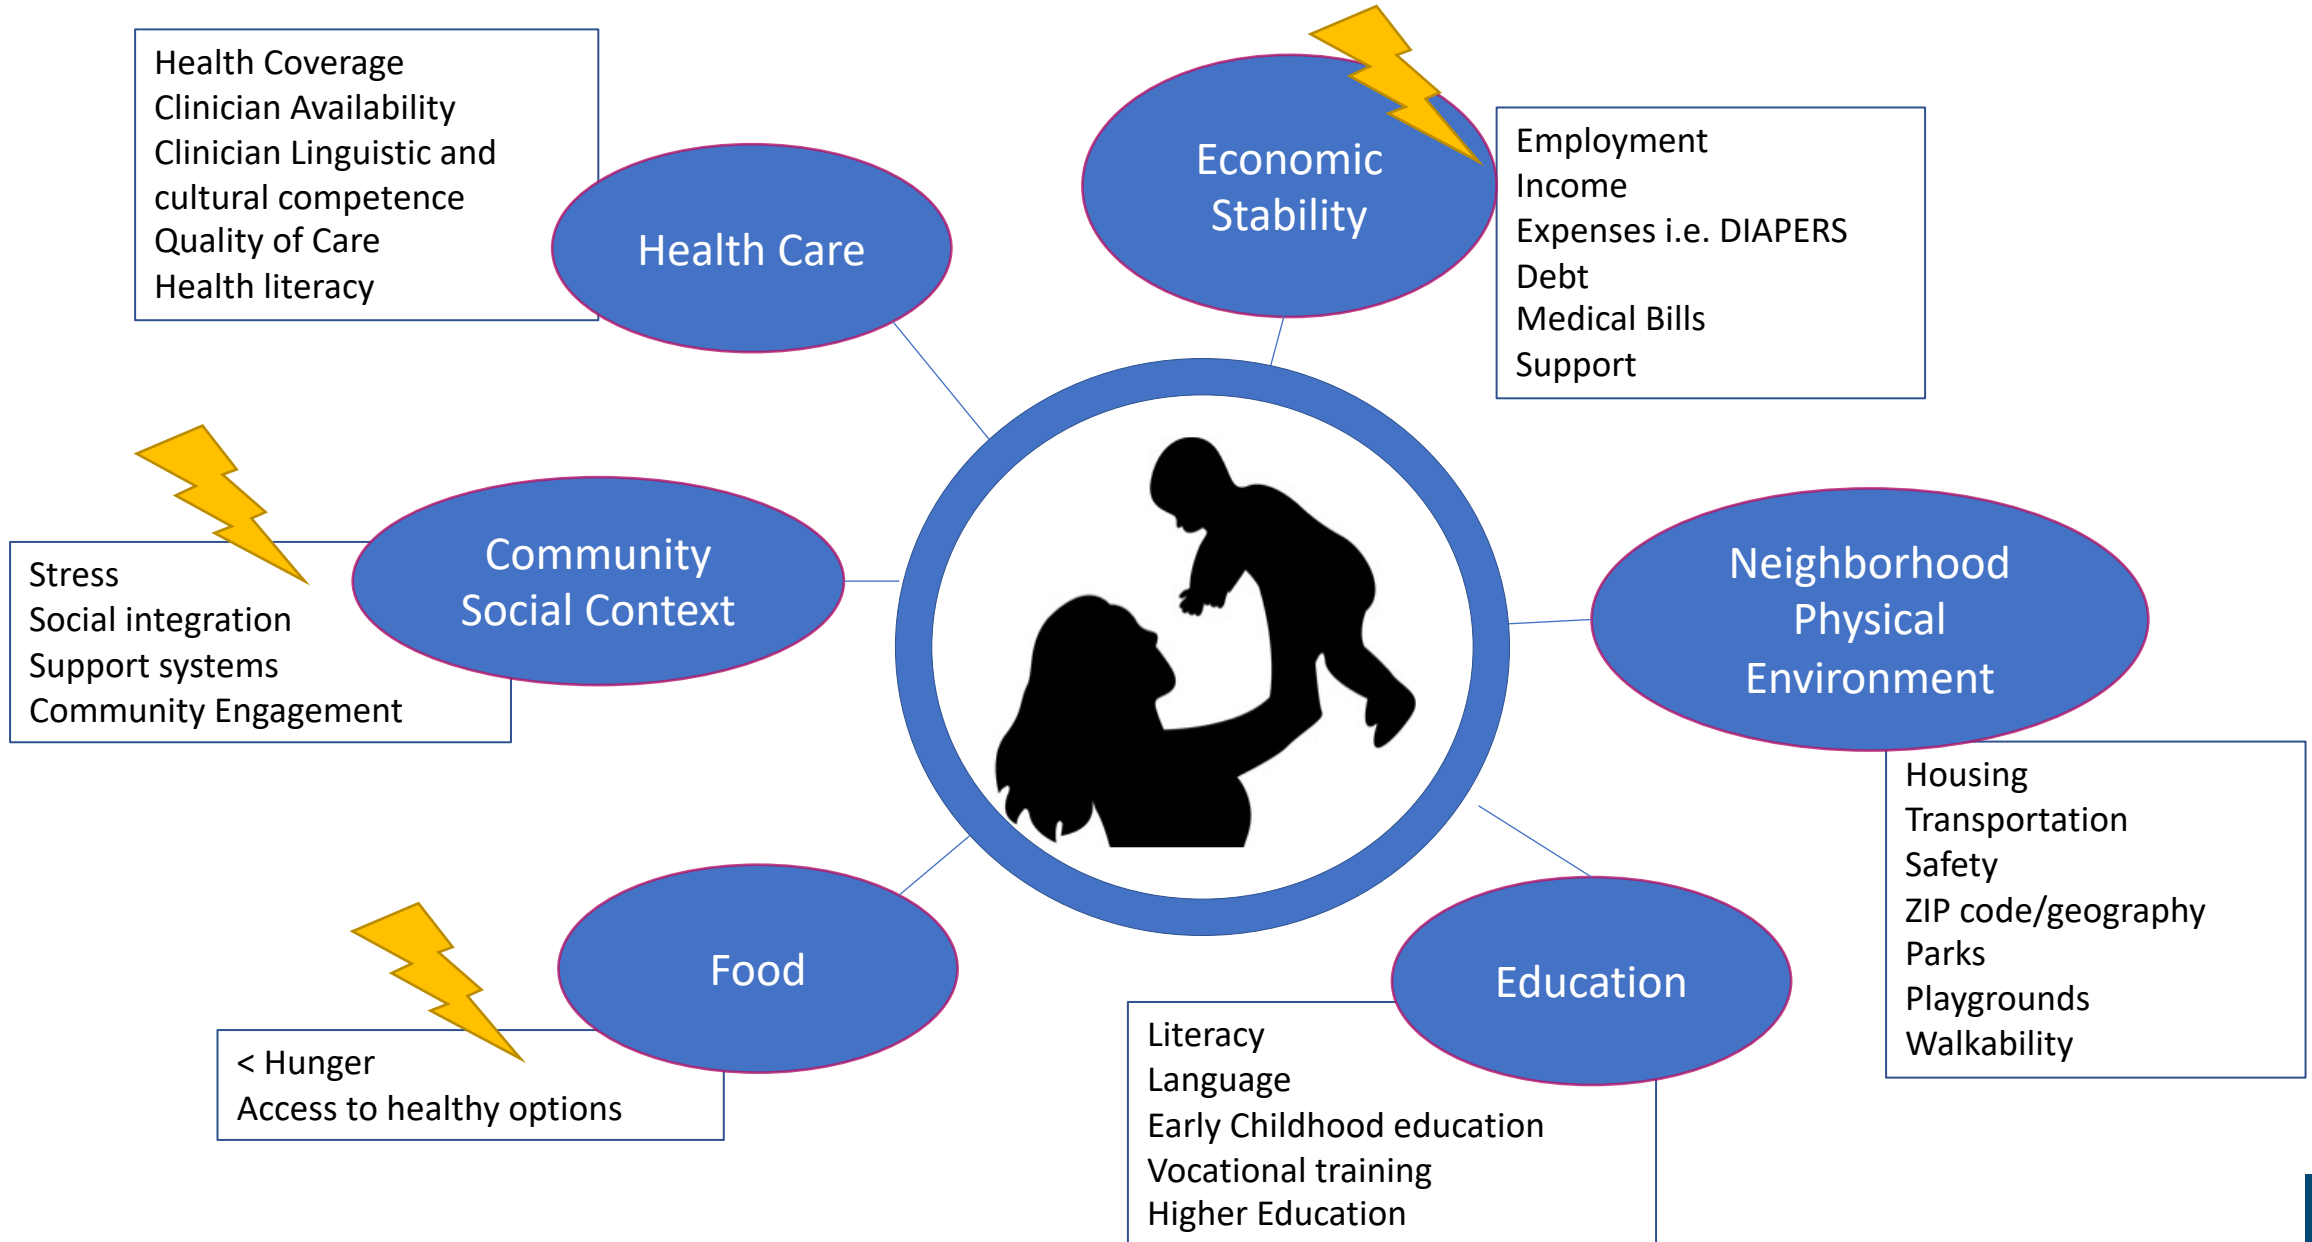 Health Coverage
Clinician Availability
Clinician Linguistic and
cultural competence
Quality of Care
Health literacy
Health Care
Economic
Stability
Employment
Income
Expenses i.e. DIAPERS
Debt
Medical Bills
Support
Community
Social Context
Stress
Social integration
Support systems
Community Engagement
Neighborhood
Physical
Environment
Housing
Transportation
Safety
ZIP code/geography
Parks
Playgrounds
Walkability
Food
< Hunger
Access to healthy options
Education
Literacy
Language
Early Childhood education
Vocational training
Higher Education